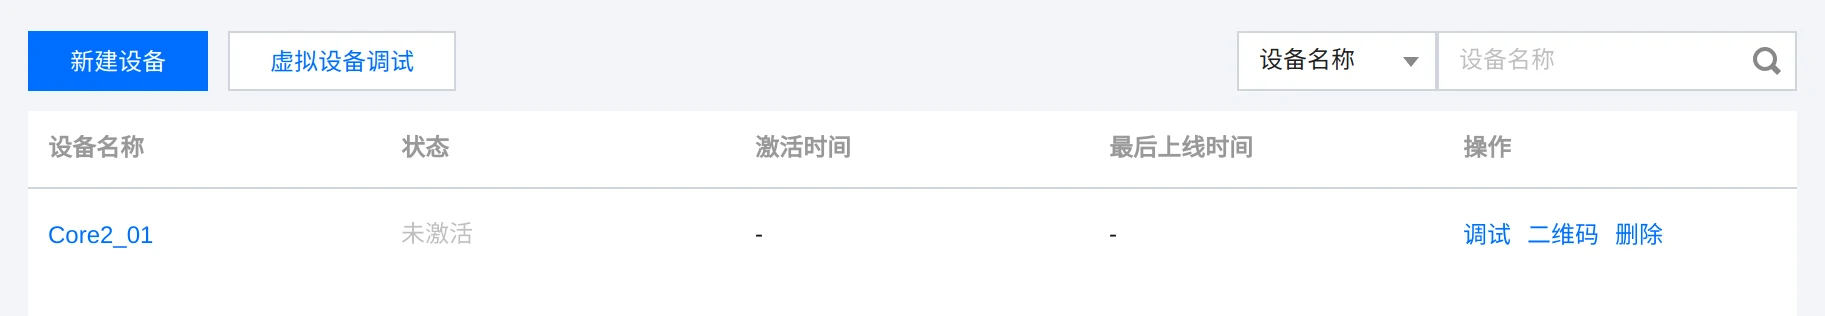 新建设备 虚拟设备调试 设备名称 设备名称
设备名称 状态 激活时间 最后上线时间 操作
Core2_01 未激活 - - 调试 二维码 删除